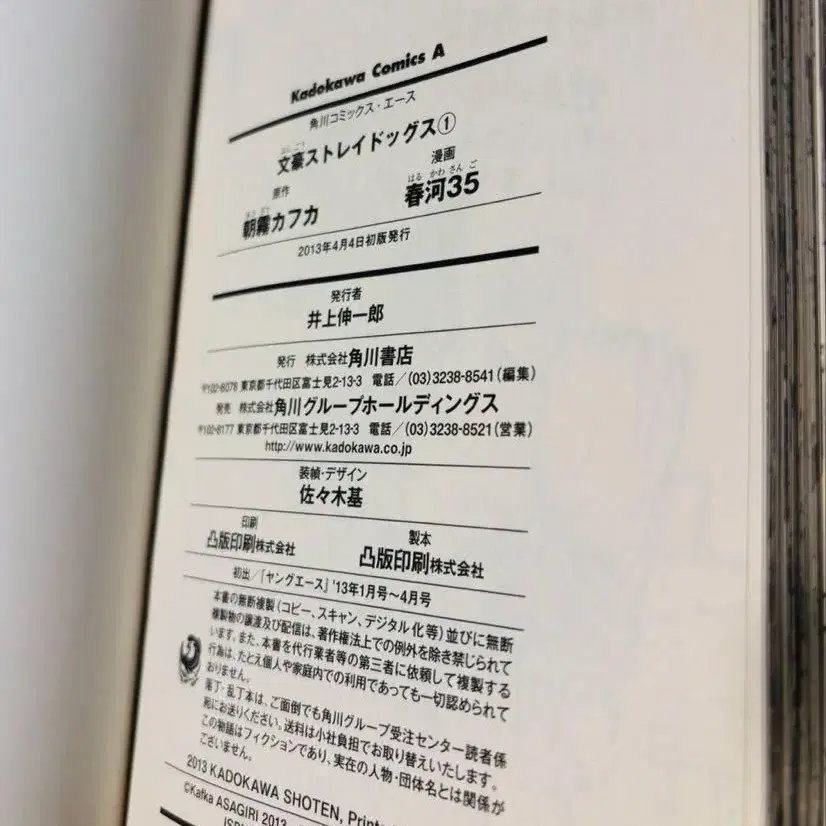 Kadokawa Comics A
角川コミックス・エース
ぶんごう
文豪ストレイドッグス①
原作
あさぎり
朝霧カフカ
漫画
はるかわさんご
春河35
2013年4月4日初版発行
発行者
井上伸一郎
発行 株式会社角川書店
〒102-8078 東京都千代田区富士見2-13-3 電話/(03)3238-8541(編集)
発売 株式会社角川グループホールディングス
〒102-8177 東京都千代田区富士見2-13-3 電話/(03)3238-8521(営業)
http://www.kadokawa.co.jp
装幀・デザイン
佐々木基
印刷
凸版印刷株式会社
製本
凸版印刷株式会社
初出/『ヤングエース』'13年1月号~4月号
本書の無断複製(コピー、スキャン、デジタル化等)並びに無断
複製物の譲渡及び配信は、著作権法上での例外を除き禁じられて
います。また、本書を代行業者等の第三者に依頼して複製する
行為は、たとえ個人や家庭内での利用であっても一切認められて
おりません。
落丁・乱丁本は、ご面倒でも角川グループ受注センター読者係
宛にお送りください。送料は小社負担でお取り替えいたします。
この物語はフィクションであり、実在の人物・団体名とは関係が
ございません。
2013 KADOKAWA SHOTEN,
©Kafka ASAGIRI 2013
ISBN